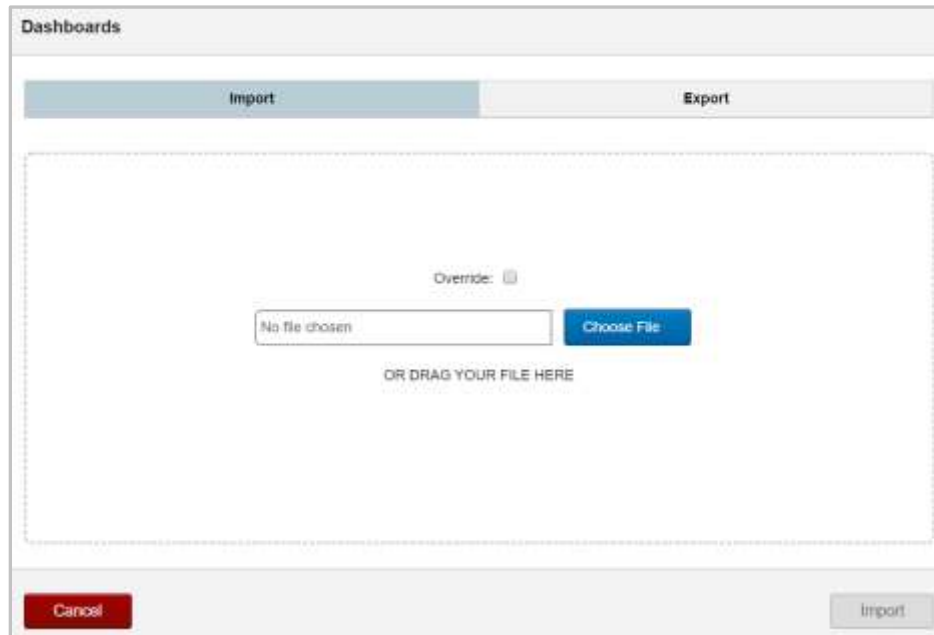 Dashboards
Import Export
Override:
No file chosen Choose File
OR DRAG YOUR FILE HERE
Cancel Import